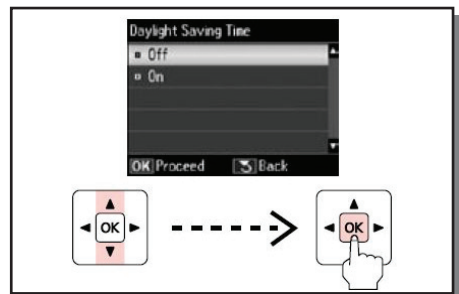 Daylight Saving Time
Off
On
OK Proceed Back
OK OK